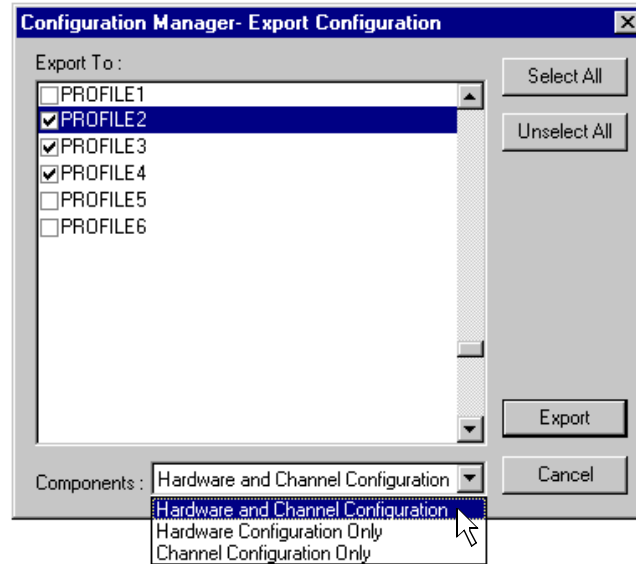 Configuration Manager- Export Configuration
Export To :
PROFILE1
PROFILE2
PROFILE3
PROFILE4
PROFILE5
PROFILE6
Select All
Unselect All
Export
Cancel
Components : Hardware and Channel Configuration
Hardware and Channel Configuration
Hardware Configuration Only
Channel Configuration Only